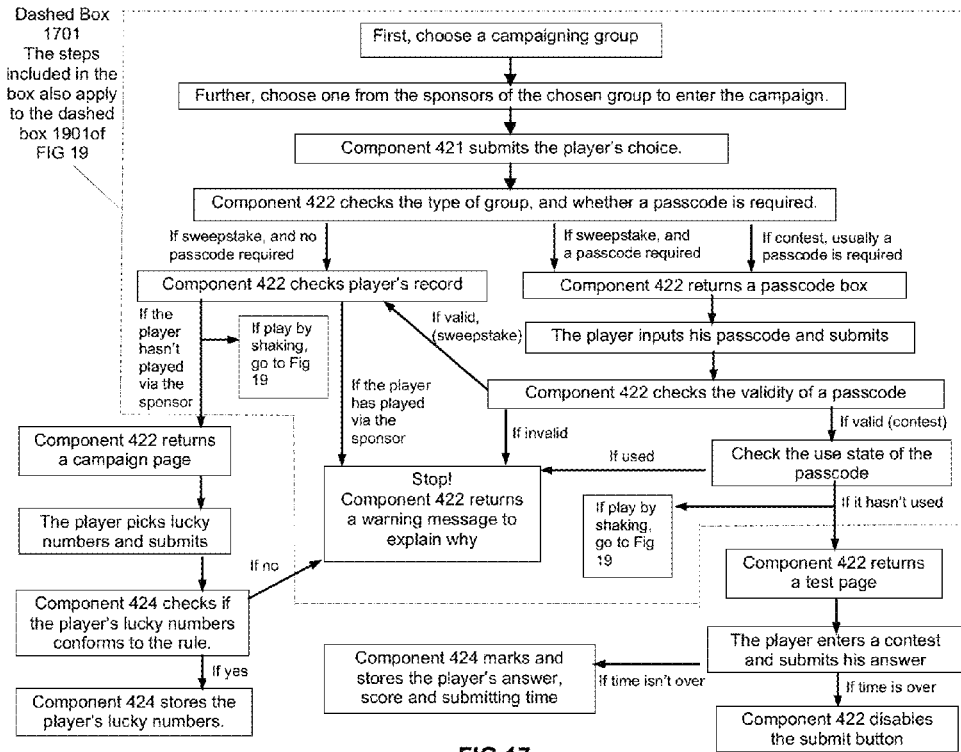 Dashed Box
1701
The steps
included in the
box also apply
to the dashed
box 1901of
FIG 19
First, choose a campaigning group
Further, choose one from the sponsors of the chosen group to enter the campaign.
Component 421 submits the player's choice.
Component 422 checks the type of group, and whether a passcode is required.
If sweepstake, and no
passcode required
If sweepstake, and
a passcode required
If contest, usually a
passcode is required
Component 422 checks player's record
Component 422 returns a passcode box
If the
player
hasn't
played
via the
sponsor
If play by
shaking,
go to Fig
19
If valid,
(sweepstake)
The player inputs his passcode and submits
If the player
has played
via the
sponsor
Component 422 checks the validity of a passcode
If invalid
If valid (contest)
Component 422 returns
a campaign page
Stop!
Component 422 returns
a warning message to
explain why
If used
Check the use state of the
passcode
If play by
shaking,
go to Fig
19
If it hasn't used
The player picks lucky
numbers and submits
If no
Component 422 returns
a test page
Component 424 checks if
the player's lucky numbers
conforms to the rule.
The player enters a contest
and submits his answer
Component 424 marks and
stores the player's answer,
score and submitting time
If time isn't over
If yes
If time is over
Component 424 stores the
player's lucky numbers.
Component 422 disables
the submit button
FIG 17